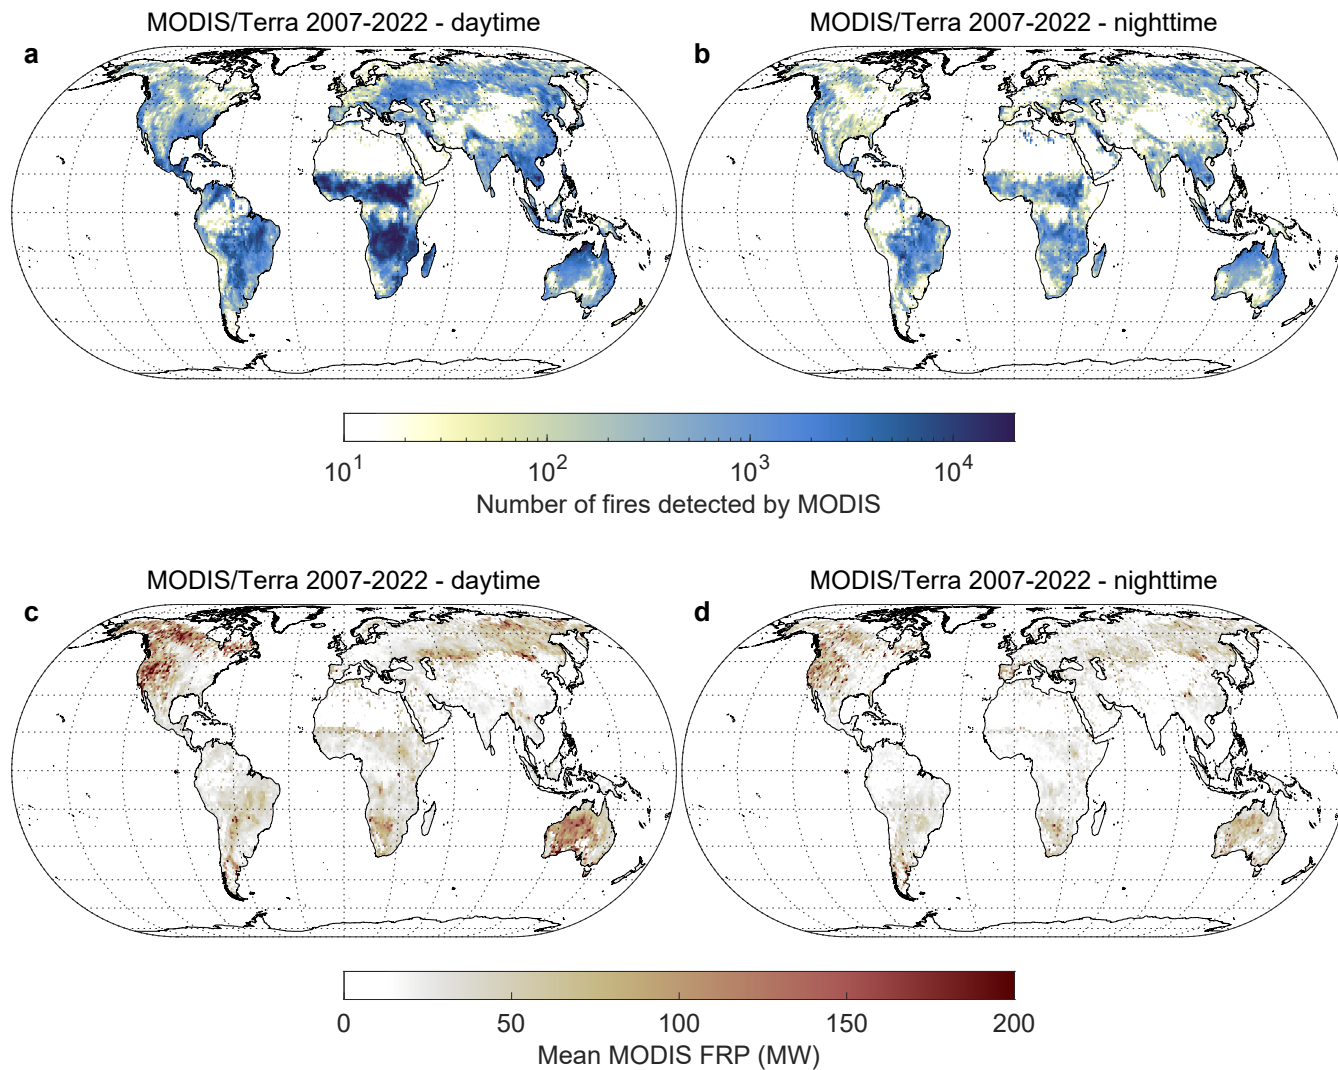 MODIS/Terra 2007-2022 - daytime
MODIS/Terra 2007-2022 - nighttime
a
b
10^1 10^2 10^3 10^4
Number of fires detected by MODIS
MODIS/Terra 2007-2022 - daytime
MODIS/Terra 2007-2022 - nighttime
c
d
0 50 100 150 200
Mean MODIS FRP (MW)